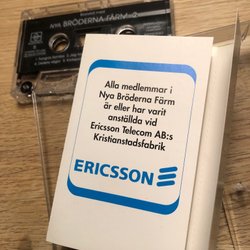 NYA BRÖDERNA FÄRM-2
Alla medlemmar i
Nya Bröderna Färm
är eller har varit
anställda vid
Ericsson Telecom AB:s
Kristianstadsfabrik
ERICSSON